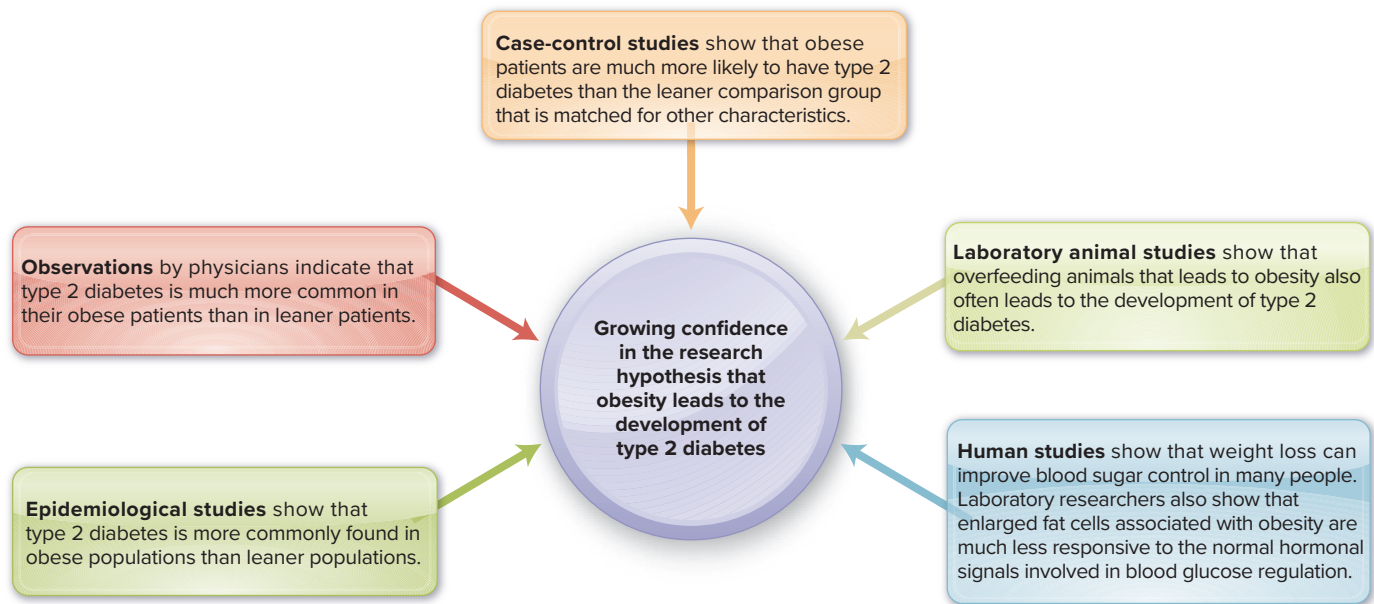 Case-control studies show that obese
patients are much more likely to have type 2
diabetes than the leaner comparison group
that is matched for other characteristics.
Observations by physicians indicate that
type 2 diabetes is much more common in
their obese patients than in leaner patients.
Laboratory animal studies show that
overfeeding animals that leads to obesity also
often leads to the development of type 2
diabetes.
Growing confidence
in the research
hypothesis that
obesity leads to the
development of
type 2 diabetes
Epidemiological studies show that
type 2 diabetes is more commonly found in
obese populations than leaner populations.
Human studies show that weight loss can
improve blood sugar control in many people.
Laboratory researchers also show that
enlarged fat cells associated with obesity are
much less responsive to the normal hormonal
signals involved in blood glucose regulation.